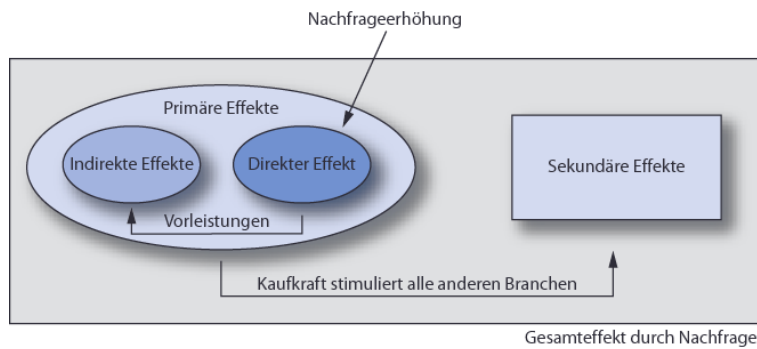 Nachfrageerhöhung
Primäre Effekte
Indirekte Effekte
Direkter Effekt
Sekundäre Effekte
Vorleistungen
Kaufkraft stimuliert alle anderen Branchen
Gesamteffekt durch Nachfrage